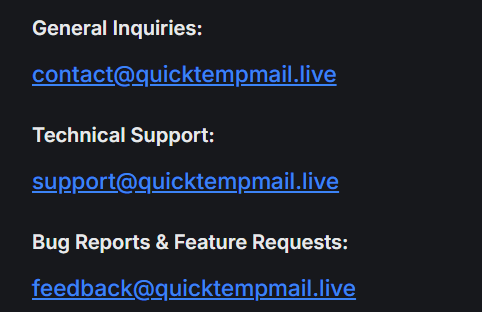 General Inquiries:
contact@quicktempmail.live
Technical Support:
support@quicktempmail.live
Bug Reports & Feature Requests:
feedback@quicktempmail.live